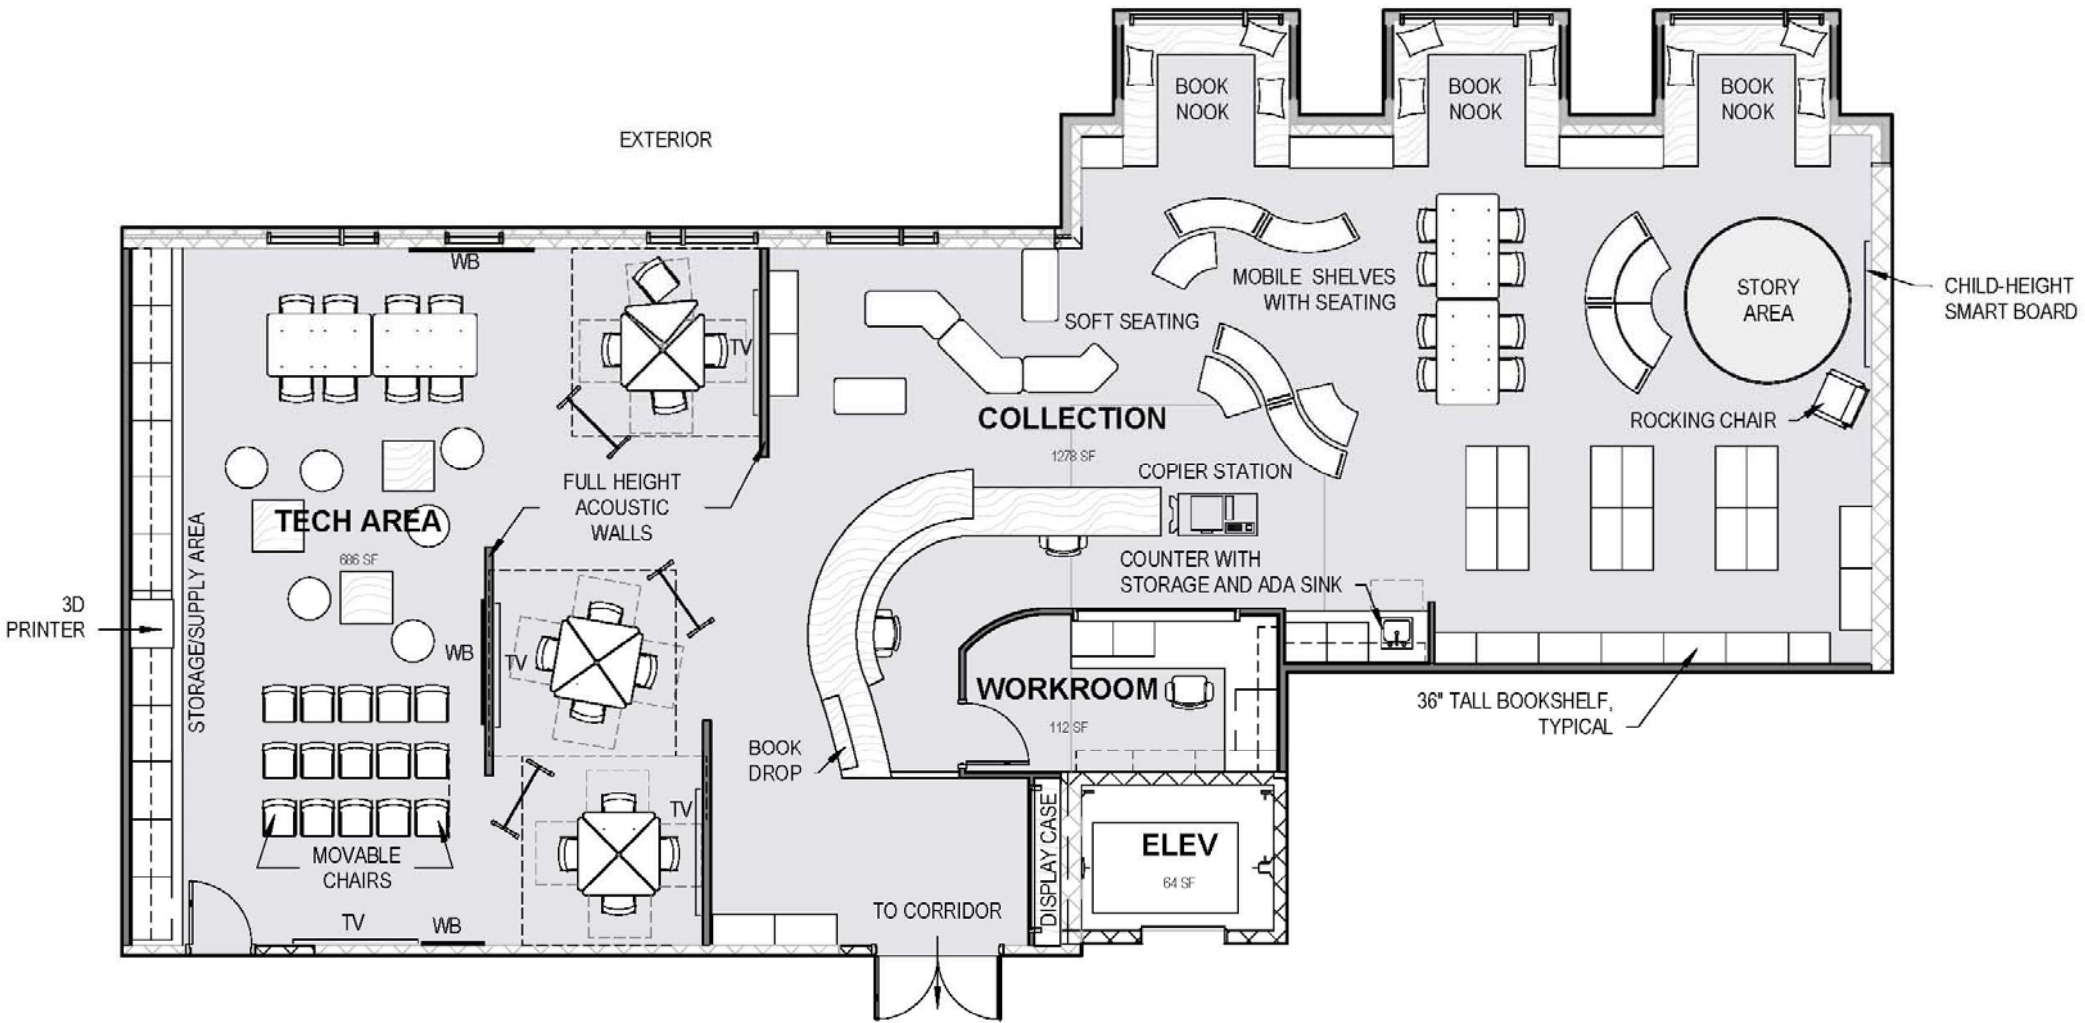 BOOK
NOOK
BOOK
NOOK
BOOK
NOOK
EXTERIOR
WB
TV
MOBILE SHELVES
WITH SEATING
SOFT SEATING
STORY
AREA
CHILD-HEIGHT
SMART BOARD
COLLECTION
1278 SF
ROCKING CHAIR
COPIER STATION
FULL HEIGHT
ACOUSTIC
WALLS
TECH AREA
686 SF
STORAGE/SUPPLY AREA
3D
PRINTER
COUNTER WITH
STORAGE AND ADA SINK
WB
TV
WORKROOM
112 SF
36" TALL BOOKSHELF,
TYPICAL
BOOK
DROP
TV
MOVABLE
CHAIRS
DISPLAY CASE
ELEV
64 SF
TV
WB
TO CORRIDOR